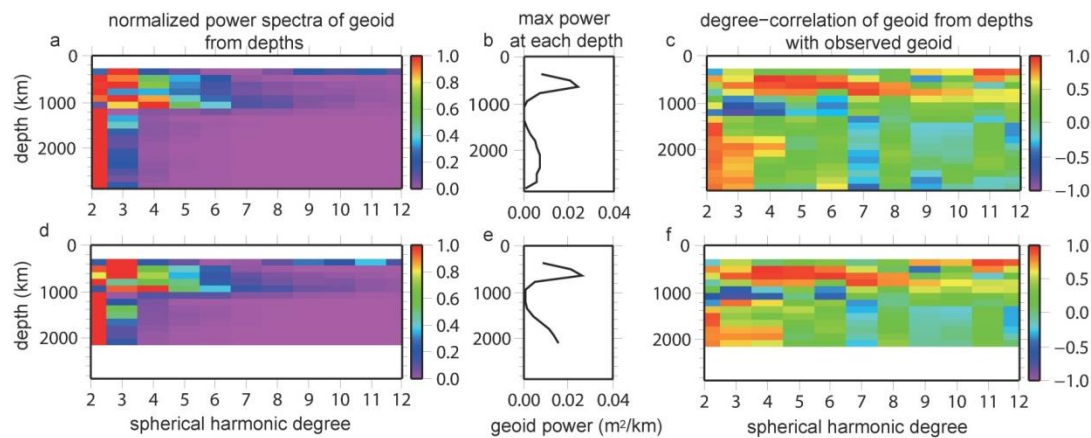 normalized power spectra of geoid
from depths
max power
at each depth
degree-correlation of geoid from depths
with observed geoid
a
b
c
0
1000
2000
depth (km)
2 3 4 5 6 7 8 9 10 11 12
1.0
0.8
0.6
0.4
0.2
0.0
0
1000
2000
0.00 0.02 0.04
0
1000
2000
2 3 4 5 6 7 8 9 10 11 12
1.0
0.5
0.0
−0.5
−1.0
d
e
f
0
1000
2000
depth (km)
2 3 4 5 6 7 8 9 10 11 12
spherical harmonic degree
1.0
0.8
0.6
0.4
0.2
0.0
0
1000
2000
0.00 0.02 0.04
geoid power (m²/km)
0
1000
2000
2 3 4 5 6 7 8 9 10 11 12
spherical harmonic degree
1.0
0.5
0.0
−0.5
−1.0